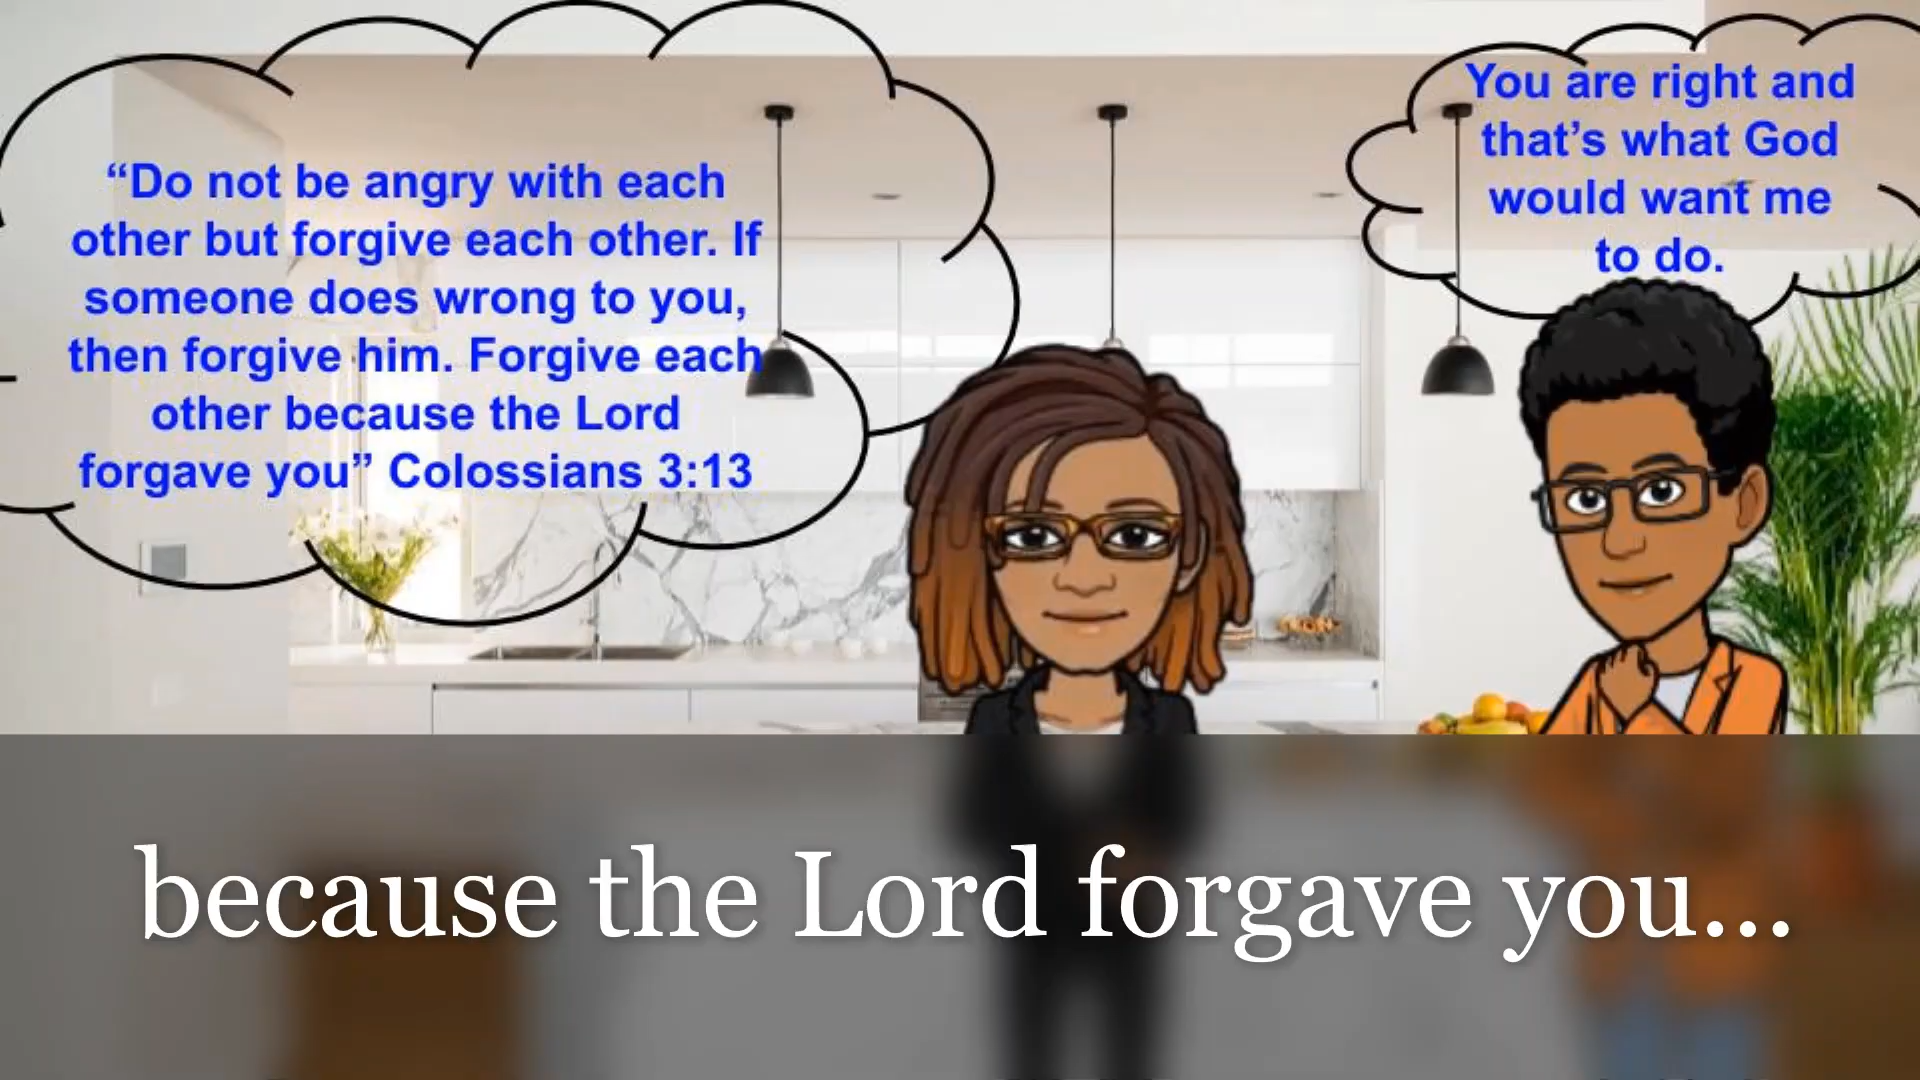 “Do not be angry with each
other but forgive each other. If
someone does wrong to you,
then forgive him. Forgive each
other because the Lord
forgave you” Colossians 3:13
You are right and
that’s what God
would want me
to do.
because the Lord forgave you...